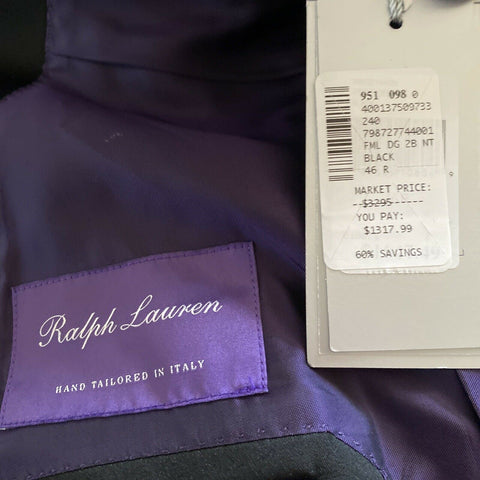 Ralph Lauren
HAND TAILORED IN ITALY
951 098 0
400137509733
240
798727744001
FML DG 2B NT
BLACK
46 R
MARKET PRICE:
$3295
YOU PAY:
$1317.99
60% SAVINGS